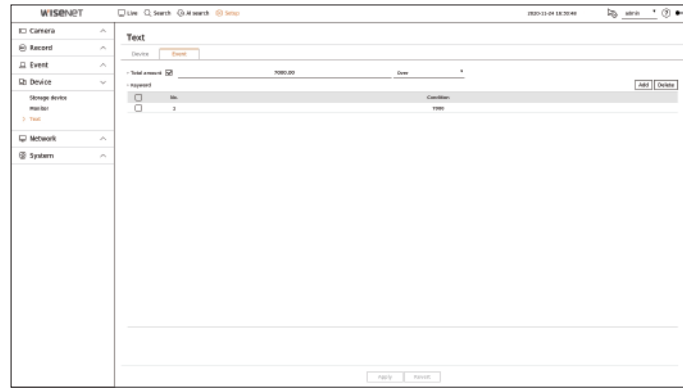 WISENET Live Search AI search Setup 2020-11-24 18:30:40 admin
Camera
Record
Event
Device
Storage device
Monitor
> Text
Network
System
Text
Device Event
• Total amount 7000.00 Over
• Keyword Add Delete
No. Condition
1
Apply Revert